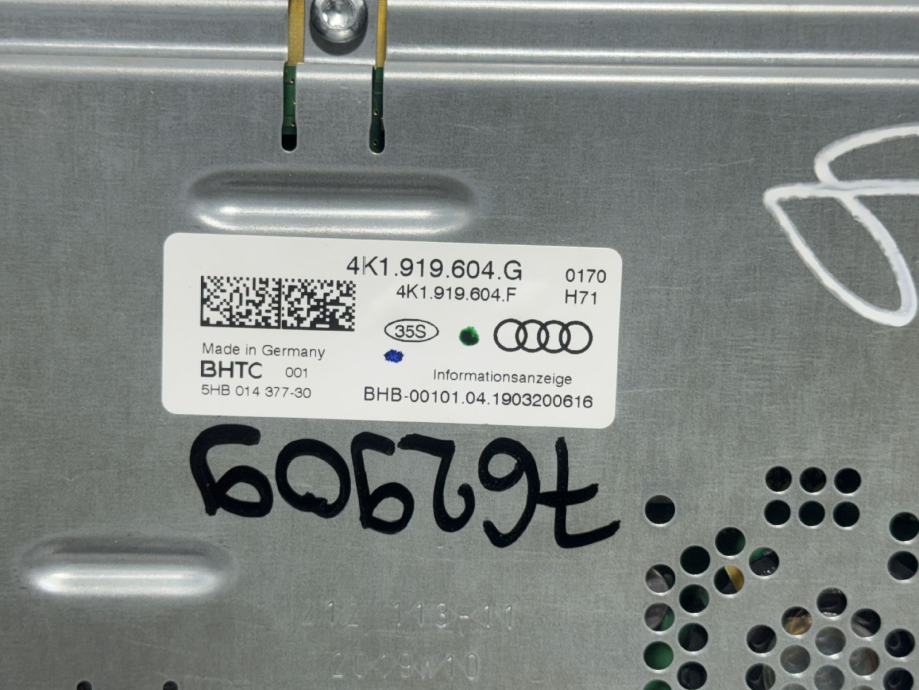 4K1.919.604.G 0170
4K1.919.604.F H71
35S
Made in Germany
BHTC 001
Informationsanzeige
5HB 014 377-30
BHB-00101.04.1903200616
762909